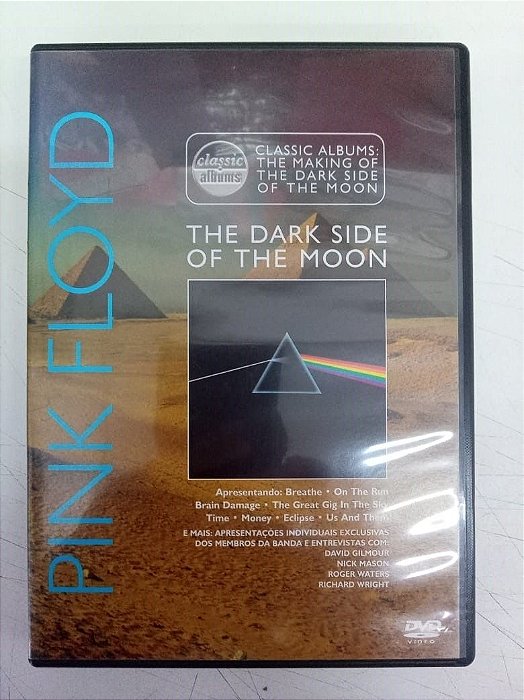 PINK FLOYD
classic
albums
CLASSIC ALBUMS:
THE MAKING OF
THE DARK SIDE
OF THE MOON
THE DARK SIDE
OF THE MOON
Apresentando: Breathe • On The Run
Brain Damage • The Great Gig In The Sky
Time • Money • Eclipse • Us And Them
E MAIS: APRESENTAÇÕES INDIVIDUAIS EXCLUSIVAS
DOS MEMBROS DA BANDA E ENTREVISTAS COM:
DAVID GILMOUR
NICK MASON
ROGER WATERS
RICHARD WRIGHT
DVD
VIDEO